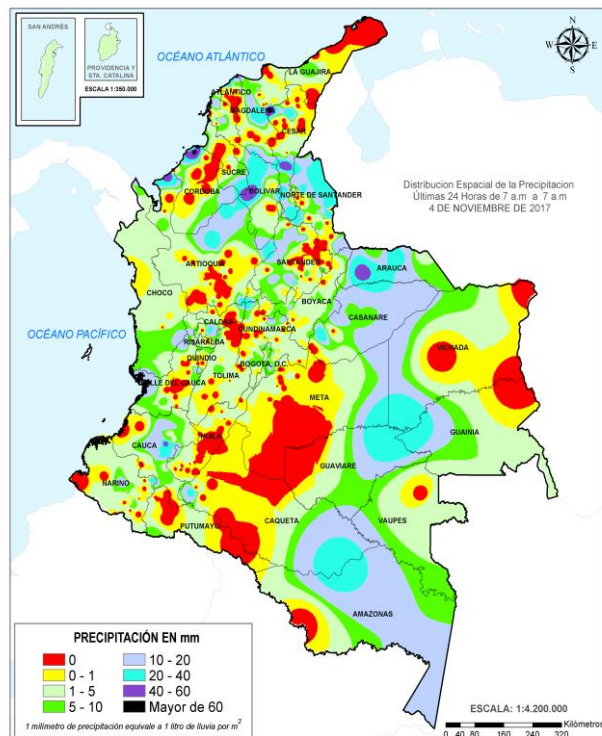 SAN ANDRÉS
PROVIDENCIA Y
STA. CATALINA
ESCALA 1:350.000
OCÉANO ATLÁNTICO
N
W
E
S
LA GUAJIRA
ATLÁNTICO
MAGDALENA
CESAR
SUCRE
CORDOBA
BOLIVAR
NORTE DE SANTANDER
Distribucion Espacial de la Precipitacion
Últimas 24 Horas de 7 a.m a 7 a.m
4 DE NOVIEMBRE DE 2017
ANTIOQUIA
SANTANDER
ARAUCA
CHOCO
BOYACA
CASANARE
OCÉANO PACÍFICO
CALDAS
CUNDINAMARCA
RISARALDA
VICHADA
QUINDIO
BOGOTA, D.C.
TOLIMA
VALLE DEL CAUCA
META
GUAINIA
HUILA
CAUCA
GUAVIARE
NARIÑO
CAQUETA
VAUPES
PUTUMAYO
AMAZONAS
PRECIPITACIÓN EN mm
0
10 - 20
0 - 1
20 - 40
1 - 5
40 - 60
5 - 10
Mayor de 60
1 milímetro de precipitación equivale a 1 litro de lluvia por m²
ESCALA: 1:4.200.000
Kilómetros
0 40 80 160 240 320